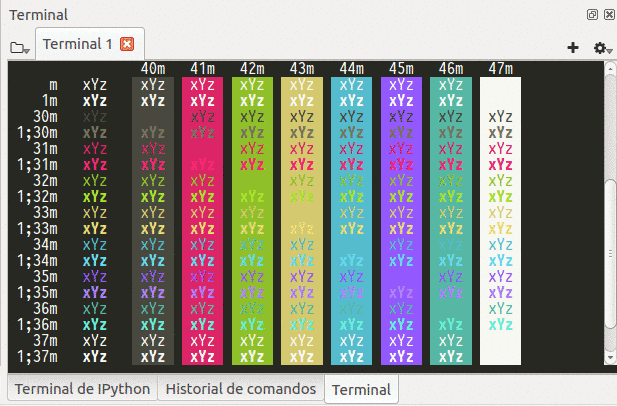 Terminal
Terminal 1
40m 41m 42m 43m 44m 45m 46m 47m
m xYz xYz xYz xYz xYz xYz xYz xYz
1m xYz xYz xYz xYz xYz xYz xYz xYz
30m xYz xYz xYz xYz xYz xYz xYz xYz
1;30m xYz xYz xYz xYz xYz xYz xYz xYz xYz
31m xYz xYz xYz xYz xYz xYz xYz xYz
1;31m xYz xYz xYz xYz xYz xYz xYz xYz xYz
32m xYz xYz xYz xYz xYz xYz xYz xYz
1;32m xYz xYz xYz xYz xYz xYz xYz xYz xYz
33m xYz xYz xYz xYz xYz xYz xYz xYz
1;33m xYz xYz xYz xYz xYz xYz xYz xYz xYz
34m xYz xYz xYz xYz xYz xYz xYz xYz
1;34m xYz xYz xYz xYz xYz xYz xYz xYz xYz
35m xYz xYz xYz xYz xYz xYz xYz xYz
1;35m xYz xYz xYz xYz xYz xYz xYz xYz xYz
36m xYz xYz xYz xYz xYz xYz xYz xYz
1;36m xYz xYz xYz xYz xYz xYz xYz xYz xYz
37m xYz xYz xYz xYz xYz xYz xYz xYz
1;37m xYz xYz xYz xYz xYz xYz xYz xYz
Terminal de IPython Historial de comandos Terminal